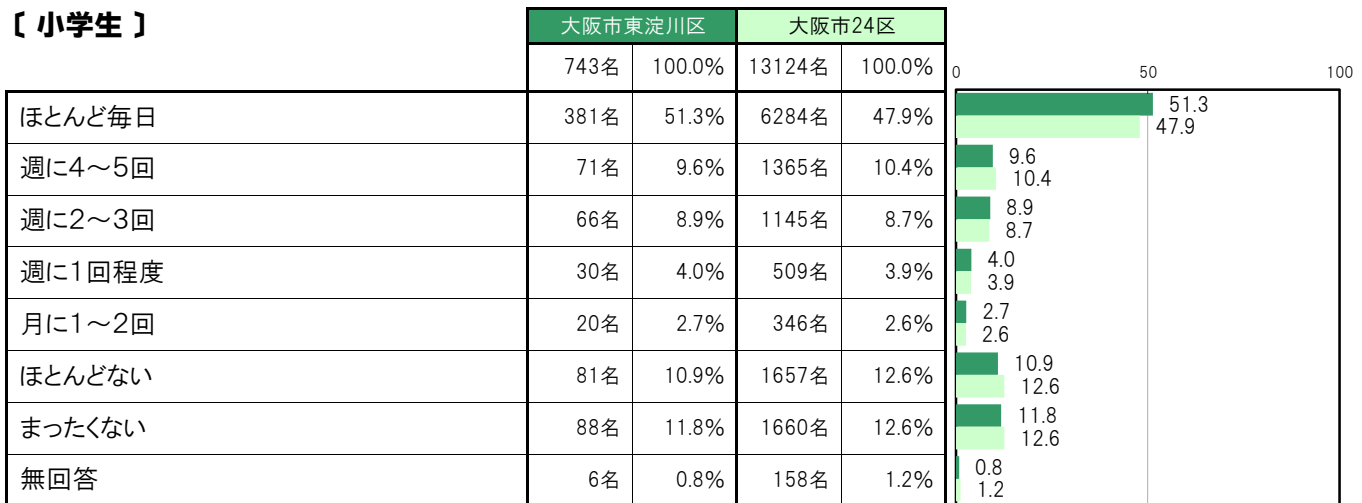 〔 小学生 〕
大阪市東淀川区 大阪市24区
743名 100.0% 13124名 100.0% 0 50 100
ほとんど毎日 381名 51.3% 6284名 47.9% 51.3
47.9
週に4～5回 71名 9.6% 1365名 10.4% 9.6
10.4
週に2～3回 66名 8.9% 1145名 8.7% 8.9
8.7
週に1回程度 30名 4.0% 509名 3.9% 4.0
3.9
月に1～2回 20名 2.7% 346名 2.6% 2.7
2.6
ほとんどない 81名 10.9% 1657名 12.6% 10.9
12.6
まったくない 88名 11.8% 1660名 12.6% 11.8
12.6
無回答 6名 0.8% 158名 1.2% 0.8
1.2